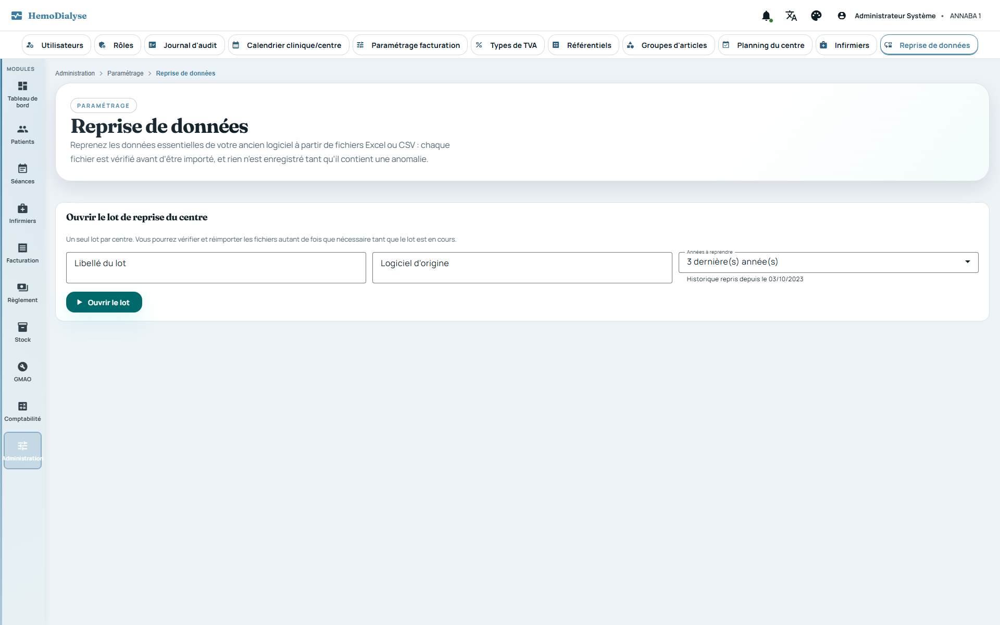 HemoDialyse
Administrateur Système • ANNABA 1
Utilisateurs
Rôles
Journal d'audit
Calendrier clinique/centre
Paramétrage facturation
Types de TVA
Référentiels
Groupes d'articles
Planning du centre
Infirmiers
Reprise de données
MODULES
Tableau de
bord
Patients
Séances
Infirmiers
Facturation
Règlement
Stock
GMAO
Comptabilité
Administration
Administration > Paramétrage > Reprise de données
PARAMÉTRAGE
Reprise de données
Reprenez les données essentielles de votre ancien logiciel à partir de fichiers Excel ou CSV : chaque
fichier est vérifié avant d'être importé, et rien n'est enregistré tant qu'il contient une anomalie.
Ouvrir le lot de reprise du centre
Un seul lot par centre. Vous pourrez vérifier et réimporter les fichiers autant de fois que nécessaire tant que le lot est en cours.
Libellé du lot
Logiciel d'origine
Années à reprendre
3 dernière(s) année(s)
Historique repris depuis le 03/10/2023
Ouvrir le lot